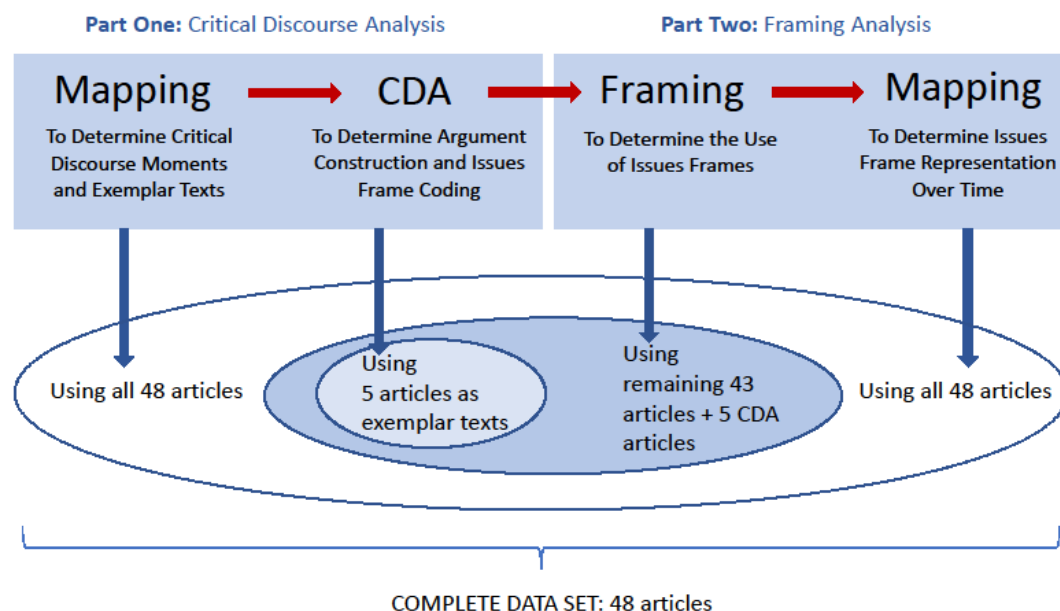 Part One: Critical Discourse Analysis
Part Two: Framing Analysis
Mapping
To Determine Critical
Discourse Moments
and Exemplar Texts
CDA
To Determine Argument
Construction and Issues
Frame Coding
Framing
To Determine the Use
of Issues Frames
Mapping
To Determine Issues
Frame Representation
Over Time
Using all 48 articles
Using
5 articles as
exemplar texts
Using
remaining 43
articles + 5 CDA
articles
Using all 48 articles
COMPLETE DATA SET: 48 articles